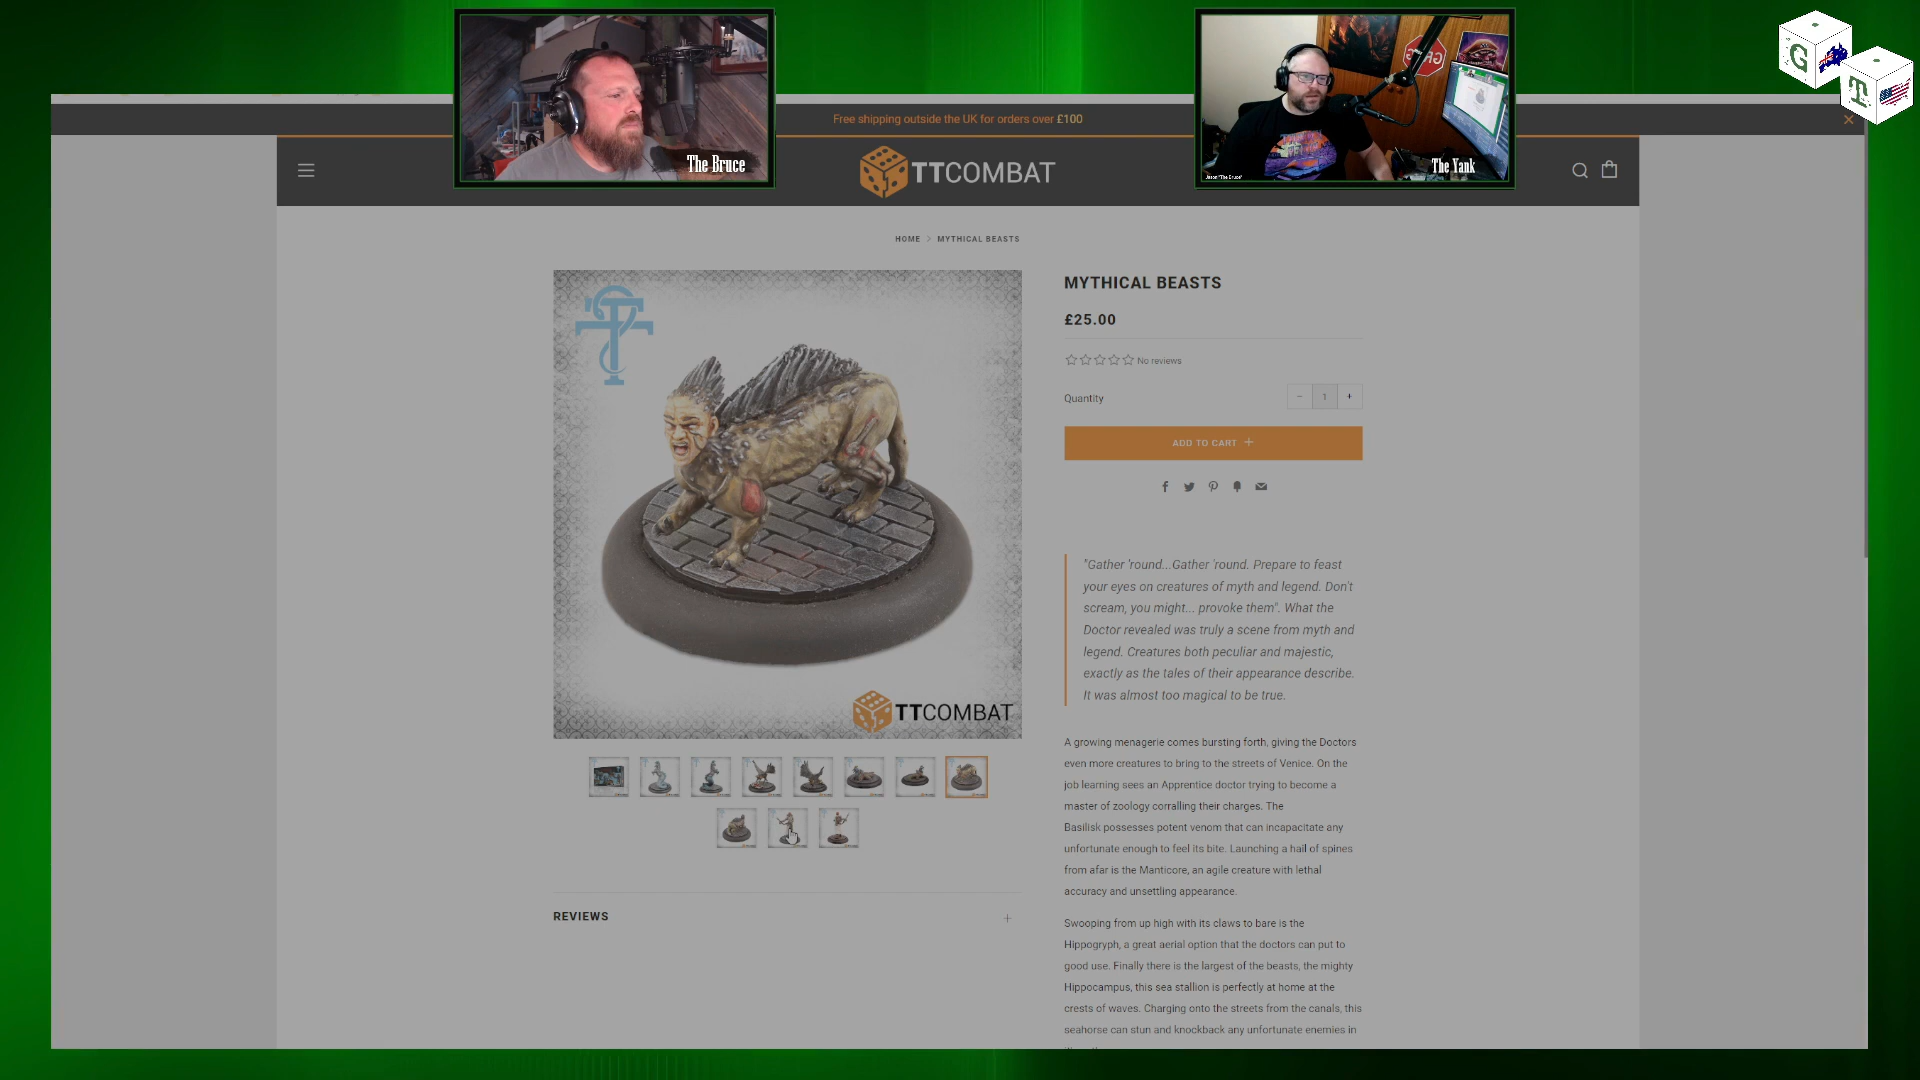 The Bruce
The Yank
Jason "The Bruce"
G
T
Free shipping outside the UK for orders over £100
TTCOMBAT
HOME > MYTHICAL BEASTS
MYTHICAL BEASTS
£25.00
No reviews
Quantity
- 1 +
ADD TO CART +
TTCOMBAT
"Gather 'round...Gather 'round. Prepare to feast
your eyes on creatures of myth and legend. Don't
scream, you might... provoke them". What the
Doctor revealed was truly a scene from myth and
legend. Creatures both peculiar and majestic,
exactly as the tales of their appearance describe.
It was almost too magical to be true.
A growing menagerie comes bursting forth, giving the Doctors
even more creatures to bring to the streets of Venice. On the
job learning sees an Apprentice doctor trying to become a
master of zoology corralling their charges. The
Basilisk possesses potent venom that can incapacitate any
unfortunate enough to feel its bite. Launching a hail of spines
from afar is the Manticore, an agile creature with lethal
accuracy and unsettling appearance.
Swooping from up high with its claws to bare is the
Hippogryph, a great aerial option that the doctors can put to
good use. Finally there is the largest of the beasts, the mighty
Hippocampus, this sea stallion is perfectly at home at the
crests of waves. Charging onto the streets from the canals, this
seahorse can stun and knockback any unfortunate enemies in
REVIEWS +